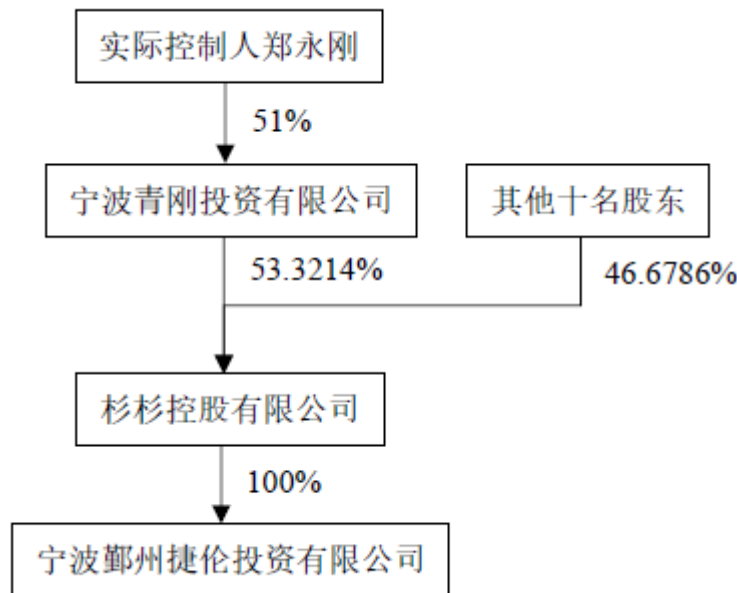 实际控制人郑永刚
51%
宁波青刚投资有限公司
其他十名股东
53.3214%
46.6786%
杉杉控股有限公司
100%
宁波鄞州捷伦投资有限公司